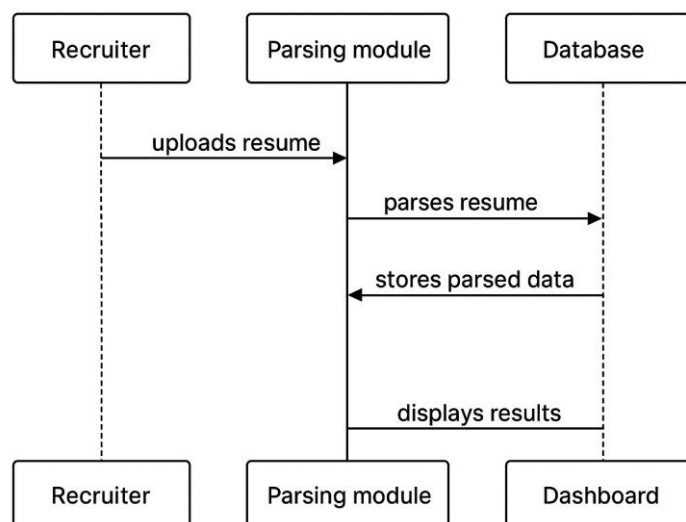 Recruiter
Parsing module
Database
uploads resume
parses resume
stores parsed data
displays results
Recruiter
Parsing module
Dashboard